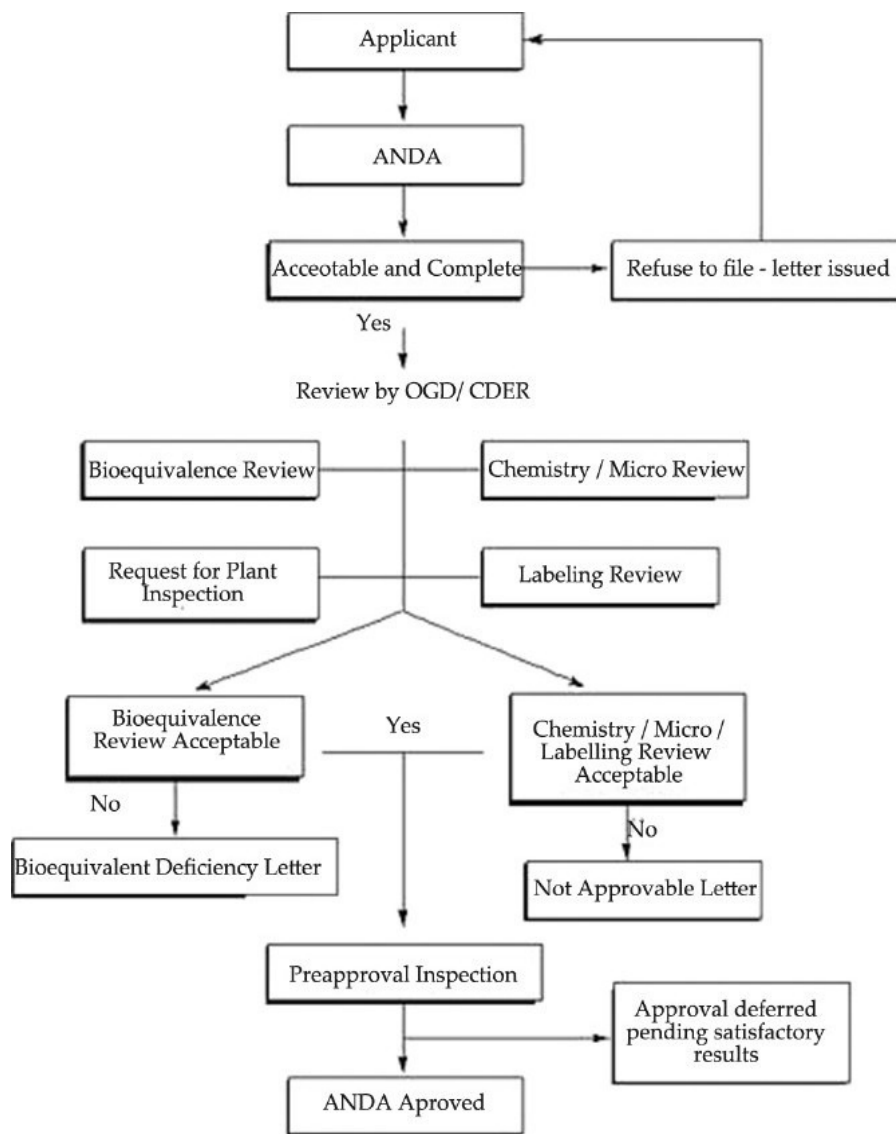 Applicant
ANDA
Acceotable and Complete
Refuse to file - letter issued
Yes
Review by OGD/ CDER
Bioequivalence Review
Chemistry / Micro Review
Request for Plant
Inspection
Labeling Review
Bioequivalence
Review Acceptable
Yes
Chemistry / Micro /
Labelling Review
Acceptable
No
No
Bioequivalent Deficiency Letter
Not Approvable Letter
Preapproval Inspection
Approval deferred
pending satisfactory
results
ANDA Aproved